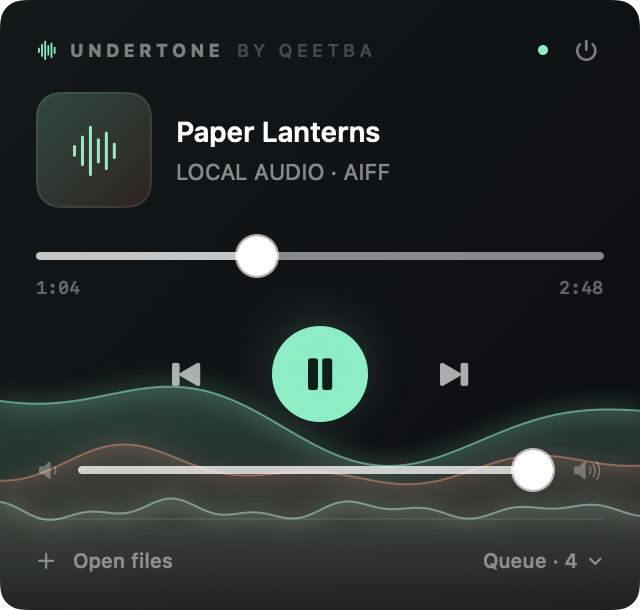 UNDERTONE BY QEETBA
Paper Lanterns
LOCAL AUDIO · AIFF
1:04 2:48
Open files Queue · 4